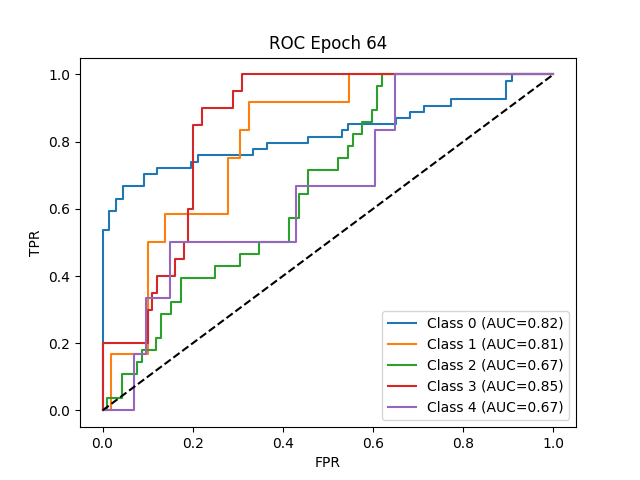 ROC Epoch 64
TPR
1.0
0.8
0.6
0.4
0.2
0.0
Class 0 (AUC=0.82)
Class 1 (AUC=0.81)
Class 2 (AUC=0.67)
Class 3 (AUC=0.85)
Class 4 (AUC=0.67)
0.0 0.2 0.4 0.6 0.8 1.0
FPR